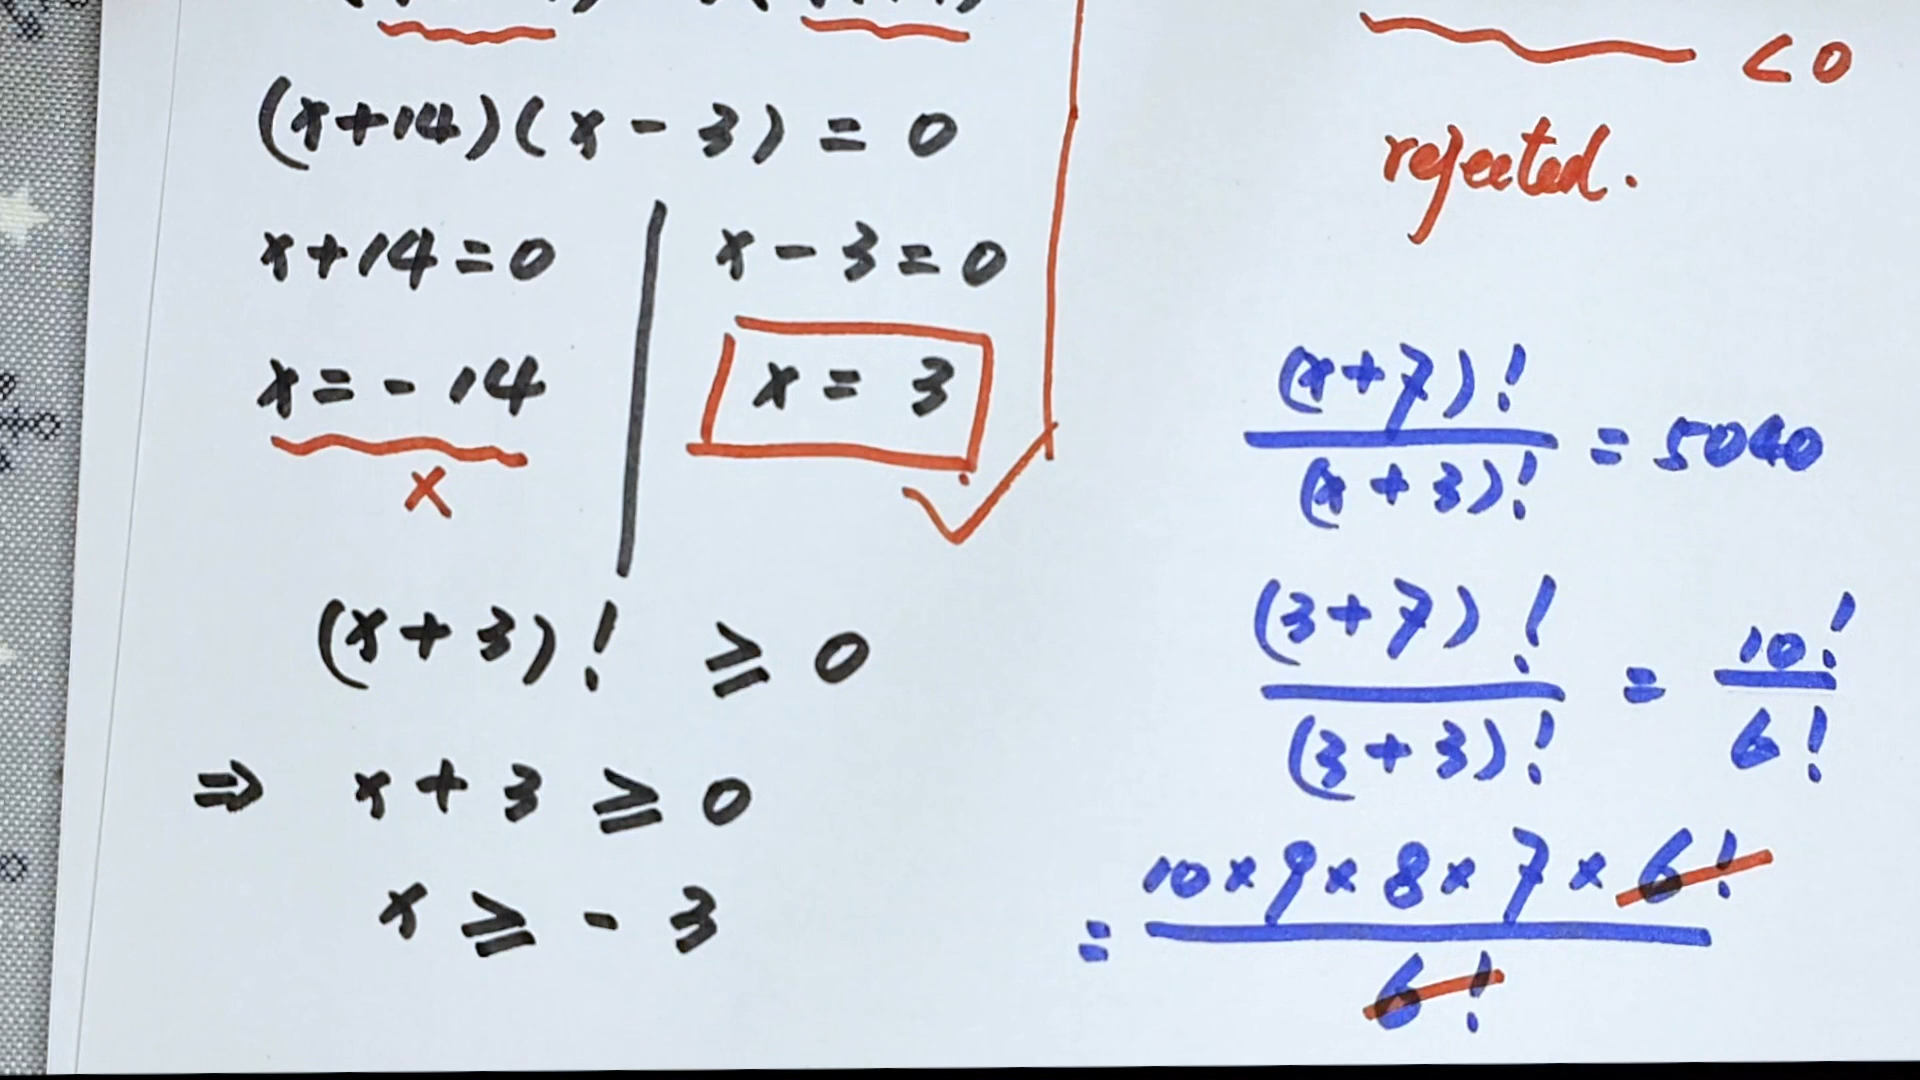 (x+14)(x-3)=0
x+14=0
x-3=0
x=-14
x=3
x
(x+3)! ≥ 0
⇒ x+3 ≥ 0
x ≥ -3
<0
rejected.
(x+7)!
/(x+3)! = 5040
(3+7)!/(3+3)! = 10!/6!
= 10×9×8×7×6!/6!